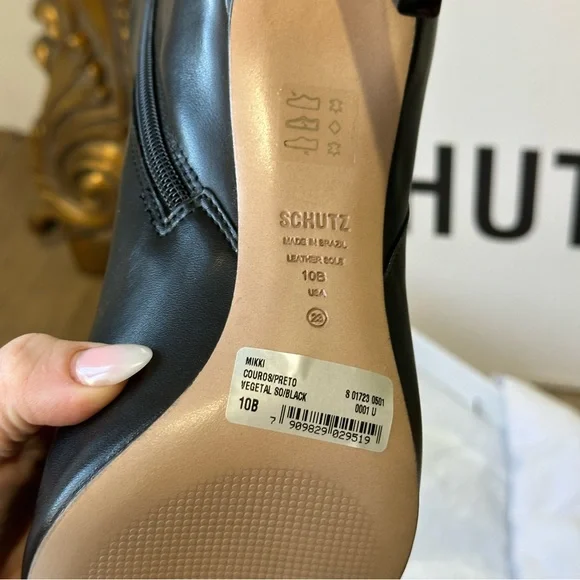 HUT
SCHUTZ
MADE IN BRAZIL
LEATHER SOLE
10B
USA
28
MIKKI
COUROS/PRETO
VEGETAL SO/BLACK
10B
S 01723 0501
0001 U
7 909829 029519